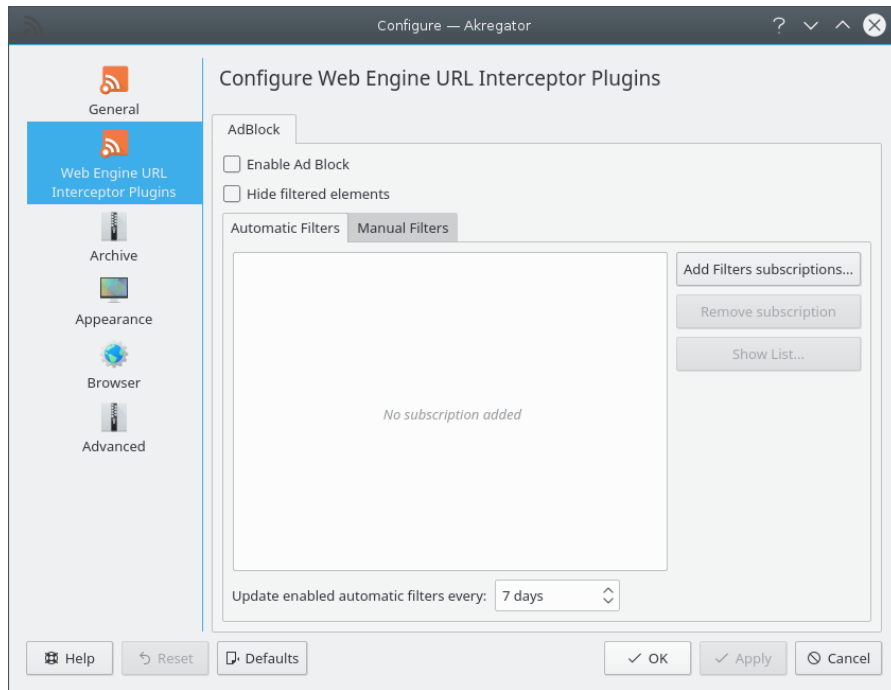 Configure — Akregator
General
Web Engine URL
Interceptor Plugins
Archive
Appearance
Browser
Advanced
Configure Web Engine URL Interceptor Plugins
AdBlock
Enable Ad Block
Hide filtered elements
Automatic Filters
Manual Filters
Add Filters subscriptions...
Remove subscription
Show List...
No subscription added
Update enabled automatic filters every: 7 days
Help
Reset
Defaults
OK
Apply
Cancel